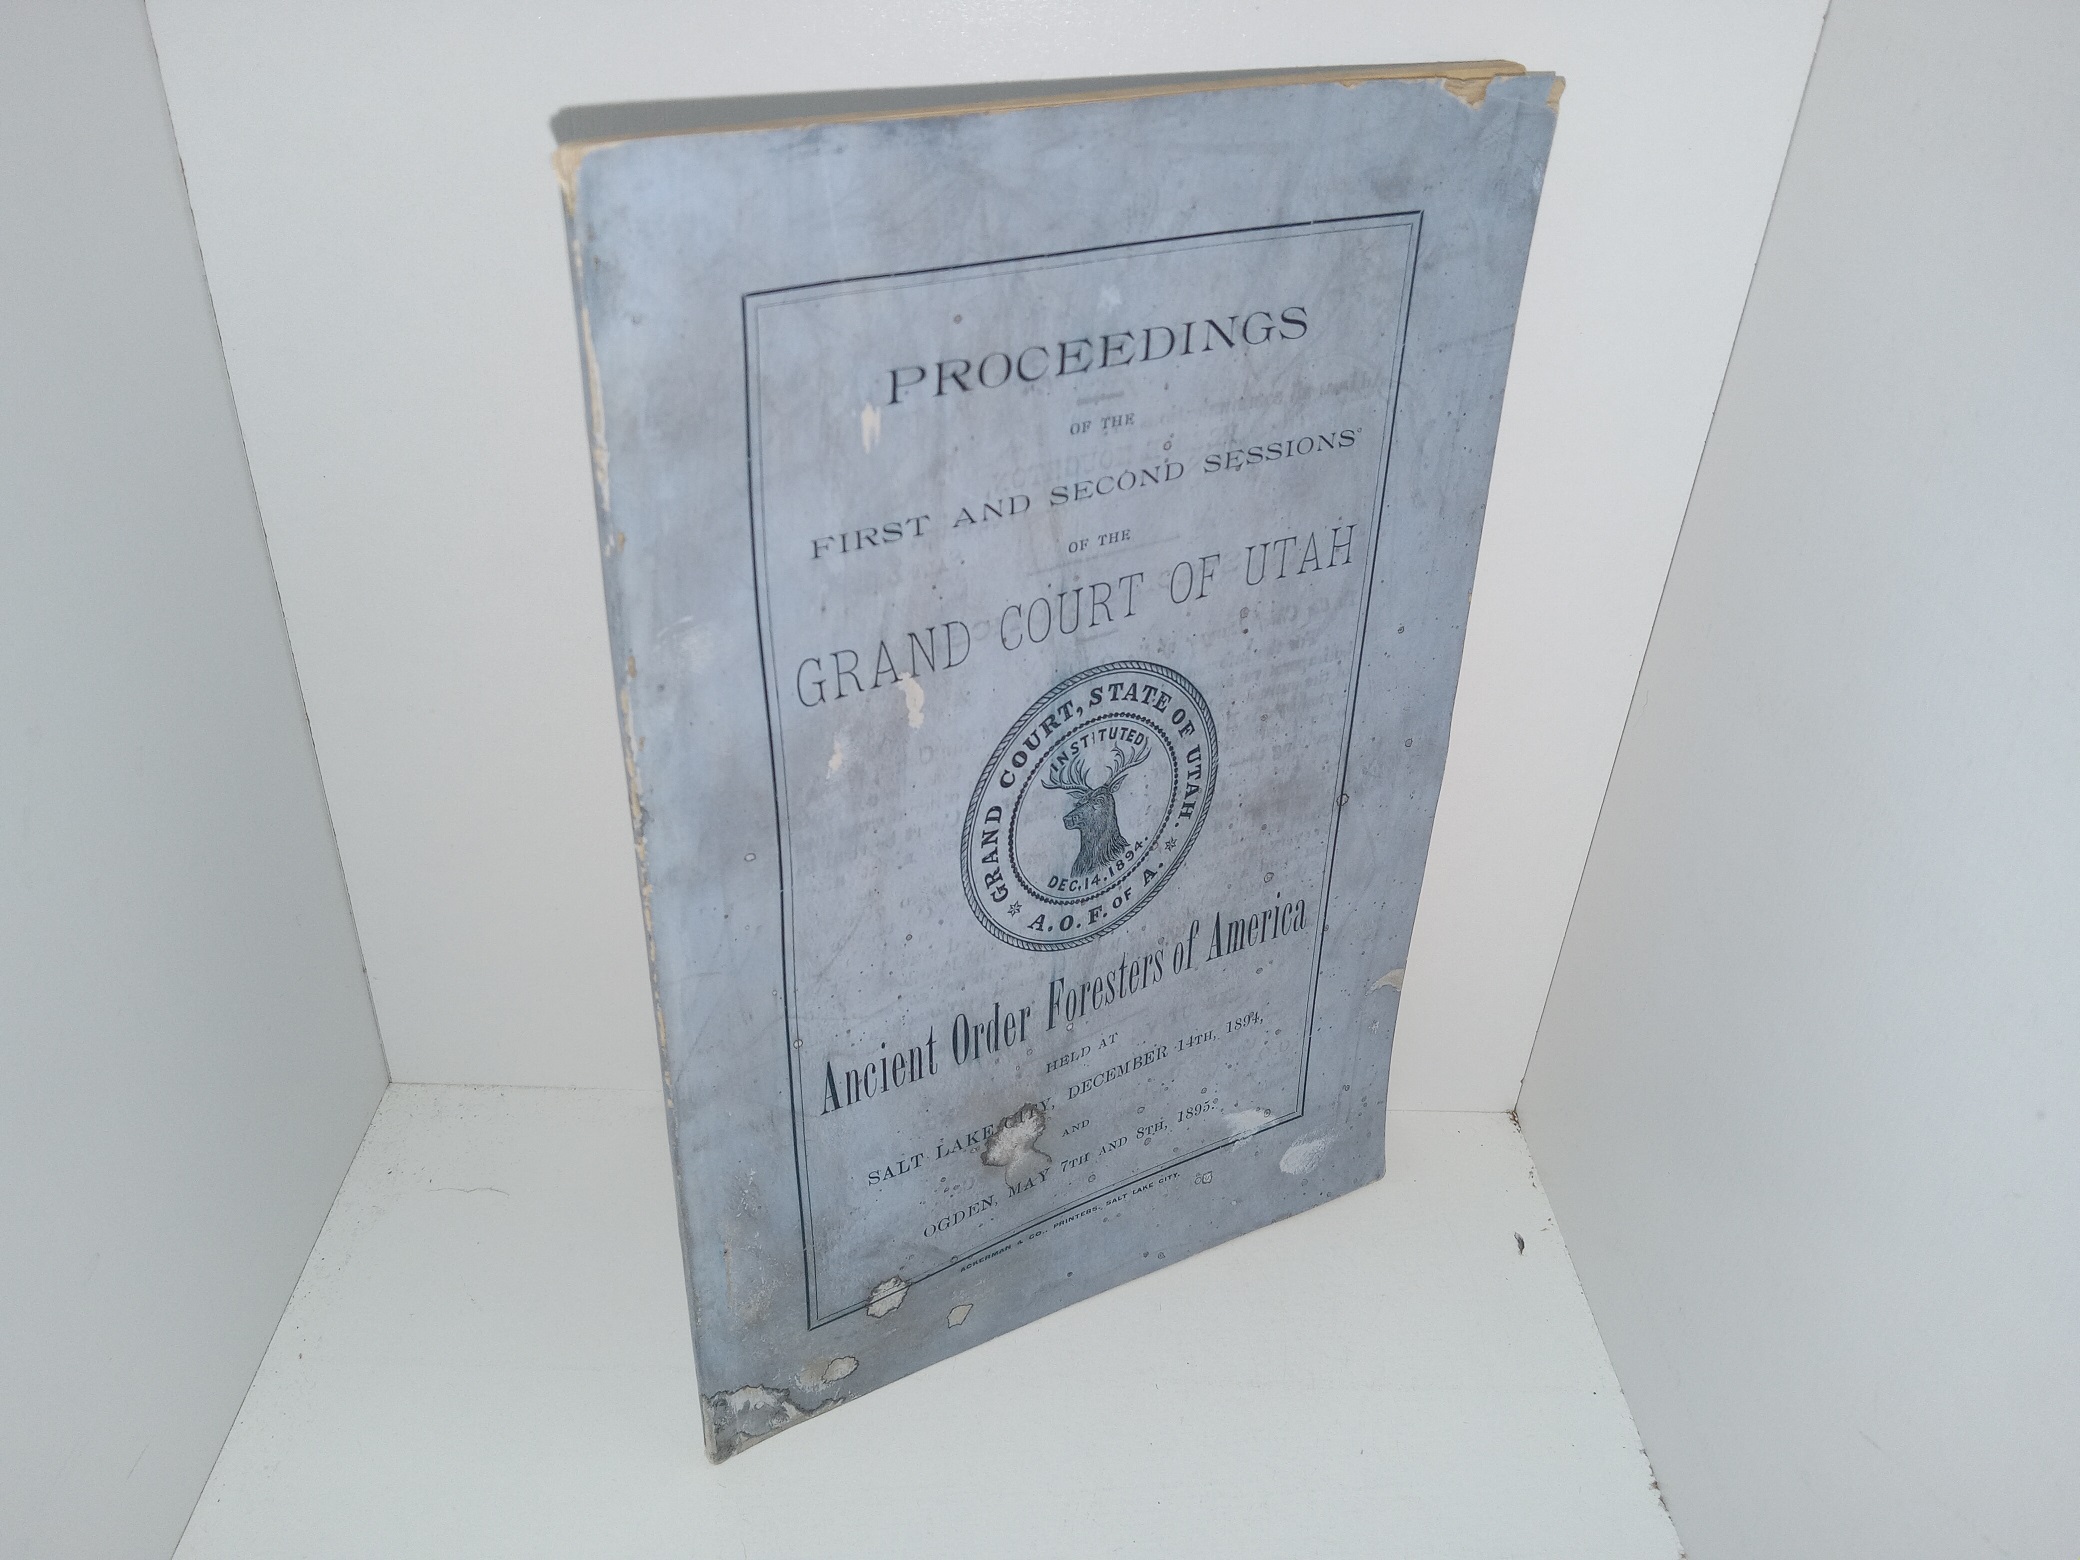 PROCEEDINGS
OF THE
FIRST AND SECOND SESSIONS
OF THE
GRAND COURT OF UTAH
GRAND COURT, STATE OF UTAH.
INSTITUTED
DEC. 14. 1894.
A. O. F. OF A.
Ancient Order Foresters of America
HELD AT
SALT LAKE CITY, DECEMBER 14TH, 1894,
AND
OGDEN, MAY 7TH AND 8TH, 1895.
ACKERMAN & CO., PRINTERS, SALT LAKE CITY.